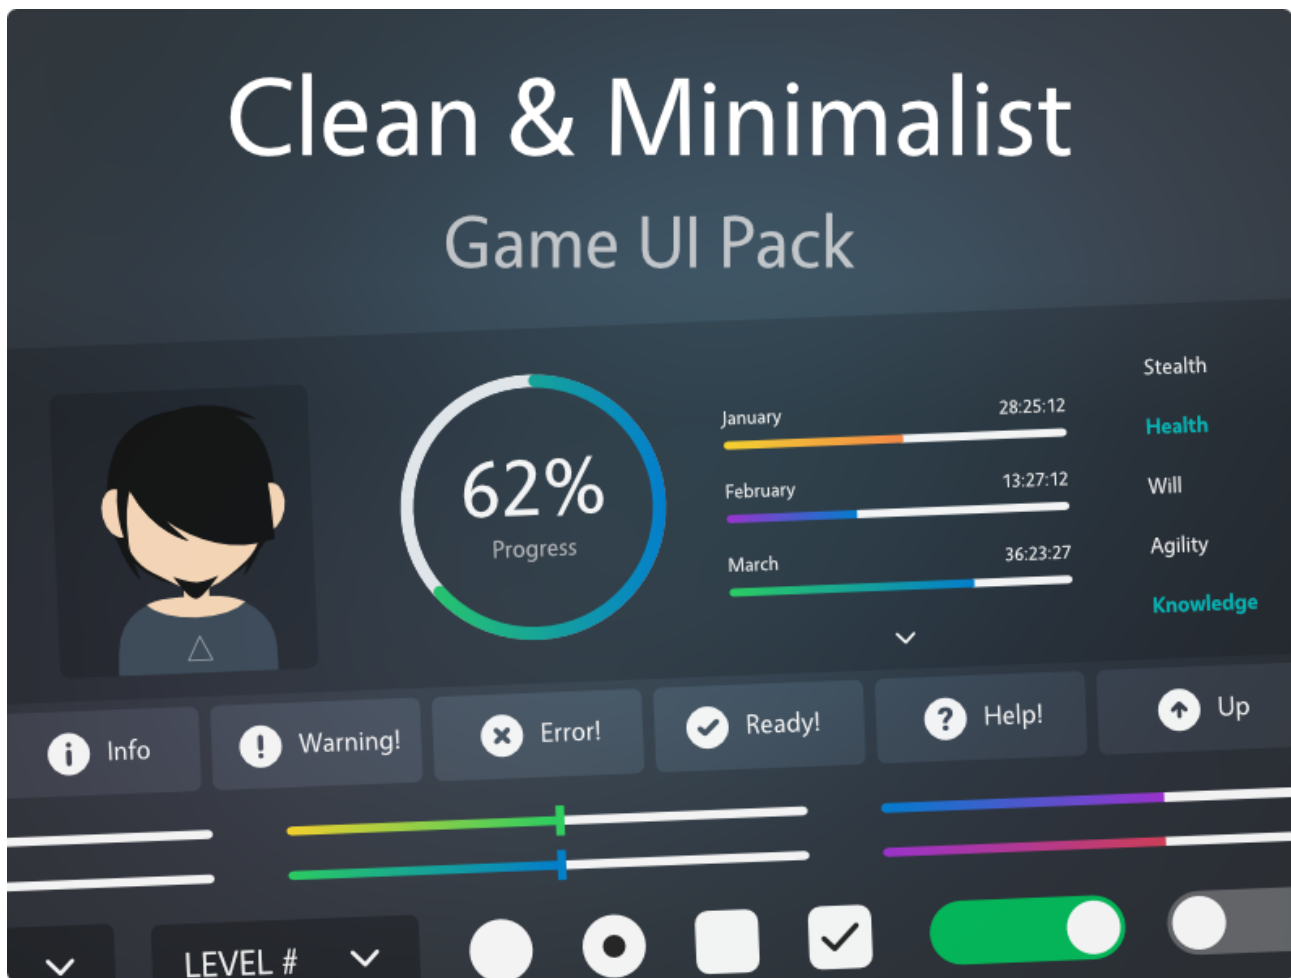 Clean & Minimalist
Game UI Pack
62%
Progress
January 28:25:12
February 13:27:12
March 36:23:27
Stealth
Health
Will
Agility
Knowledge
Info
Warning!
Error!
Ready!
Help!
Up
LEVEL #